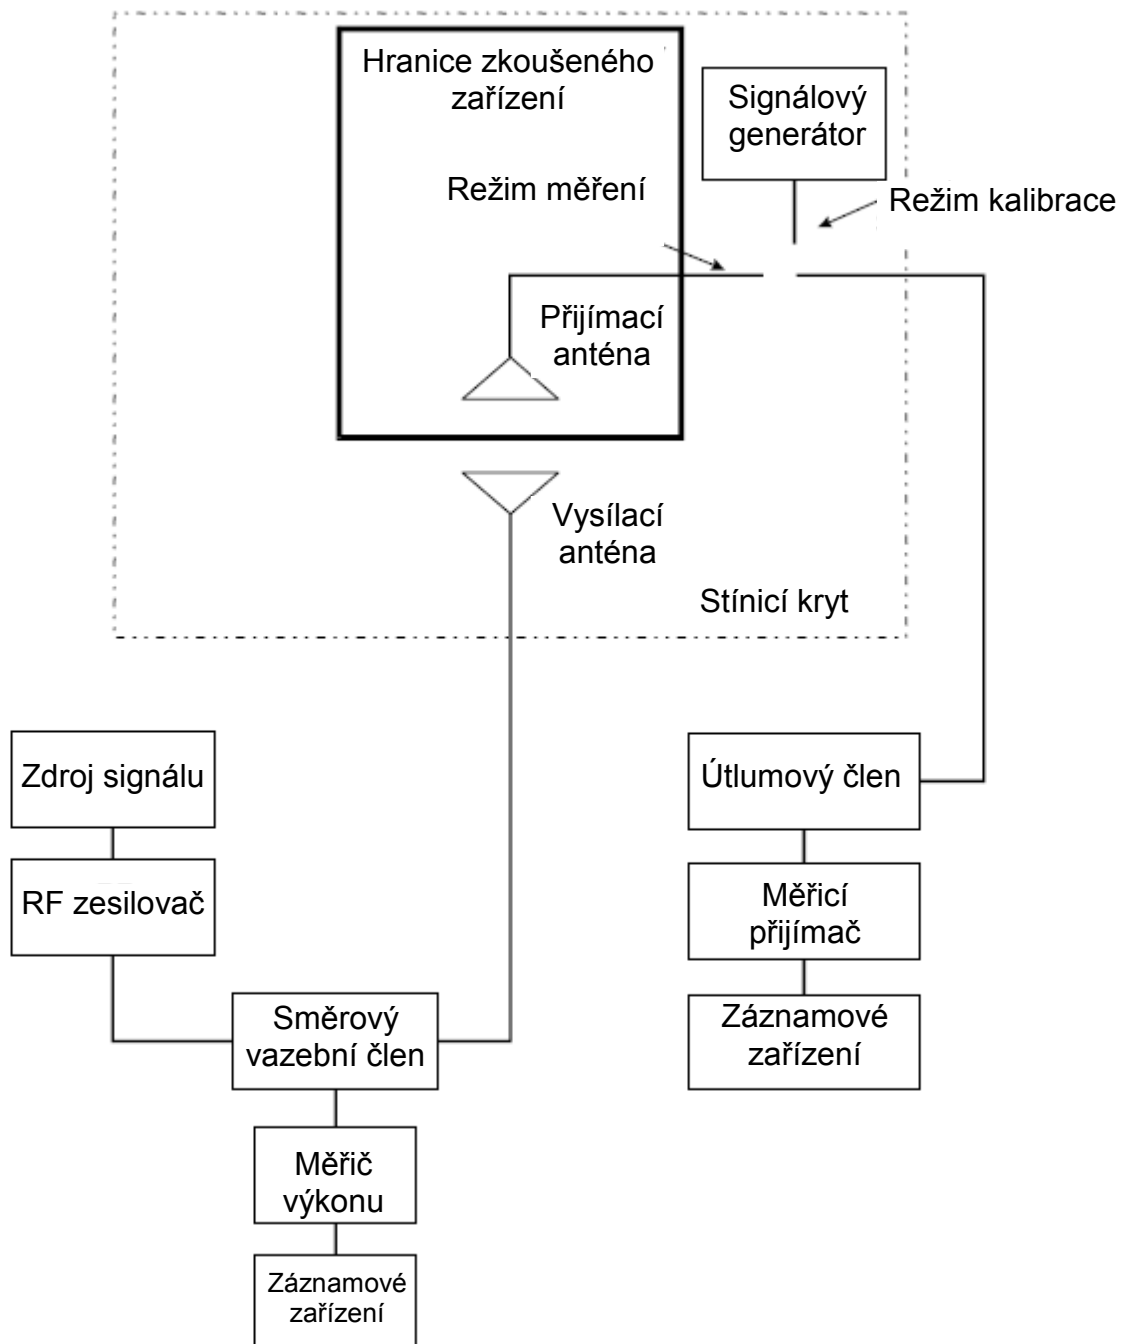 Hranice zkoušeného
zařízení
Signálový
generátor
Režim měření
Režim kalibrace
Přijímací
anténa
Vysílací
anténa
Stínicí kryt
Zdroj signálu
RF zesilovač
Směrový
vazební člen
Měřič
výkonu
Záznamové
zařízení
Útlumový člen
Měřicí
přijímač
Záznamové
zařízení